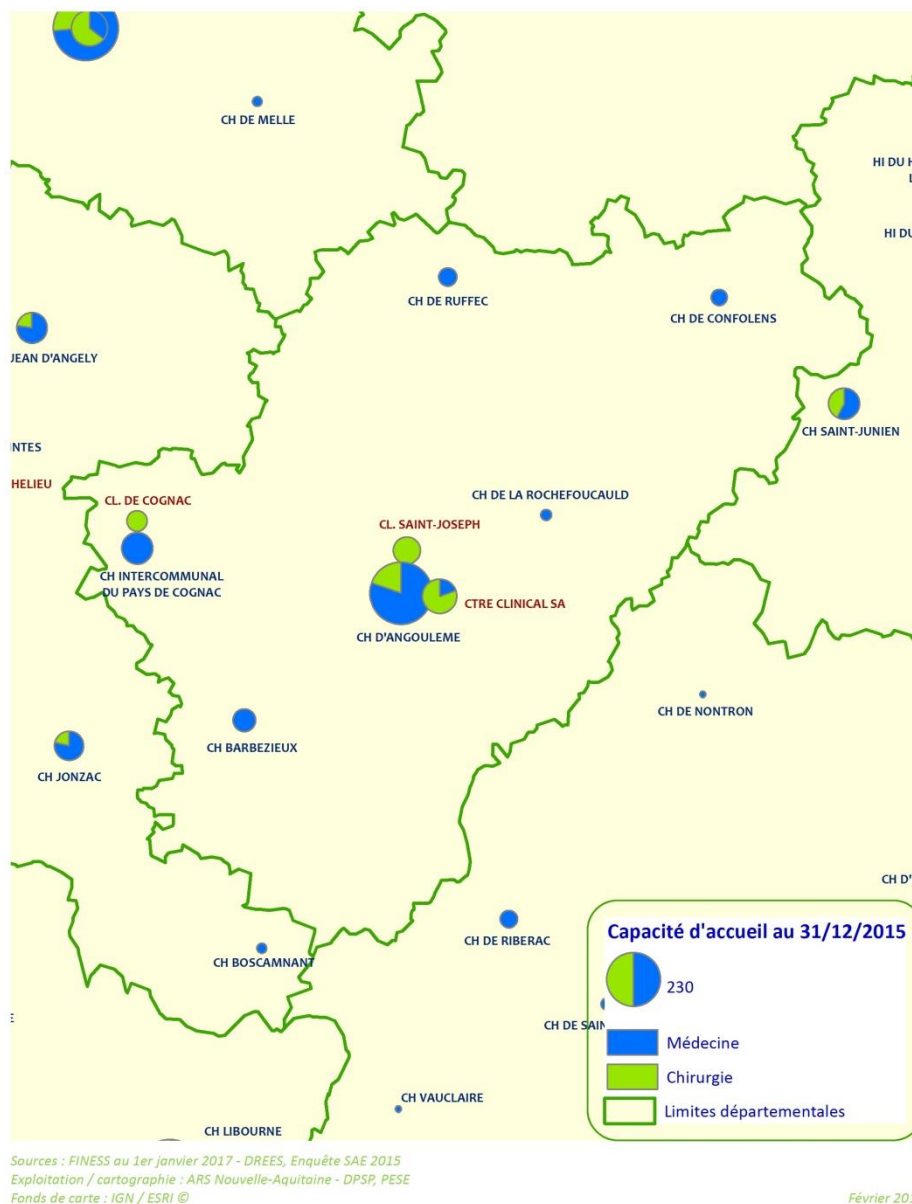 CH DE MELLE
HI DU H
L
HI DU
CH DE RUFFEC
CH DE CONFOLENS
JEAN D'ANGELY
CH SAINT-JUNIEN
INTES
HELIEU
CL. DE COGNAC
CH DE LA ROCHEFOUCAULD
CL. SAINT-JOSEPH
CH INTERCOMMUNAL
DU PAYS DE COGNAC
CTRE CLINICAL SA
CH D'ANGOULEME
CH DE NONTRON
CH BARBEZIEUX
CH JONZAC
CH D'
CH DE RIBERAC
CH BOSCAMNANT
CH DE SAIN
CH VAUCLAIRE
CH LIBOURNE
Capacité d'accueil au 31/12/2015
230
Médecine
Chirurgie
Limites départementales
Sources : FINESS au 1er janvier 2017 - DREES, Enquête SAE 2015
Exploitation / cartographie : ARS Nouvelle-Aquitaine - DPSP, PESE
Fonds de carte : IGN / ESRI ©
Février 201